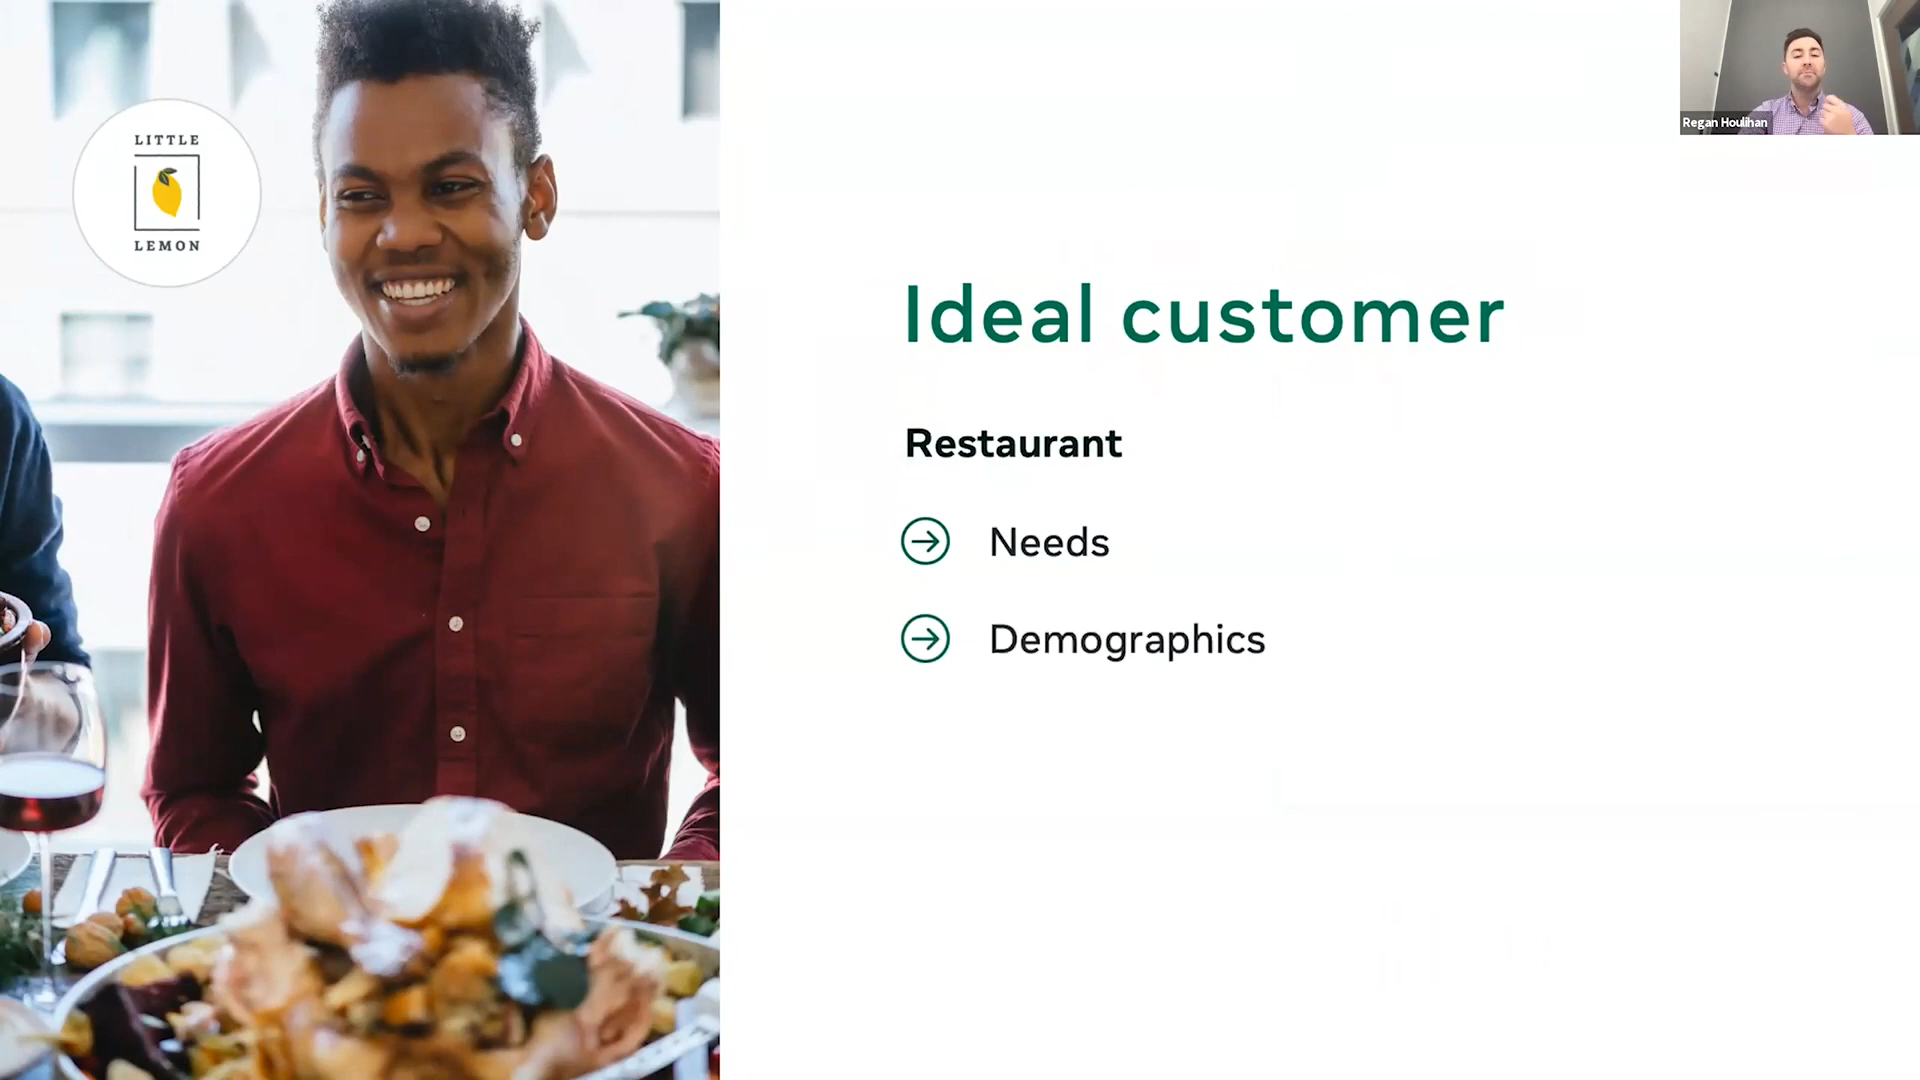 LITTLE
LEMON
Regan Houlihan
Ideal customer
Restaurant
Needs
Demographics